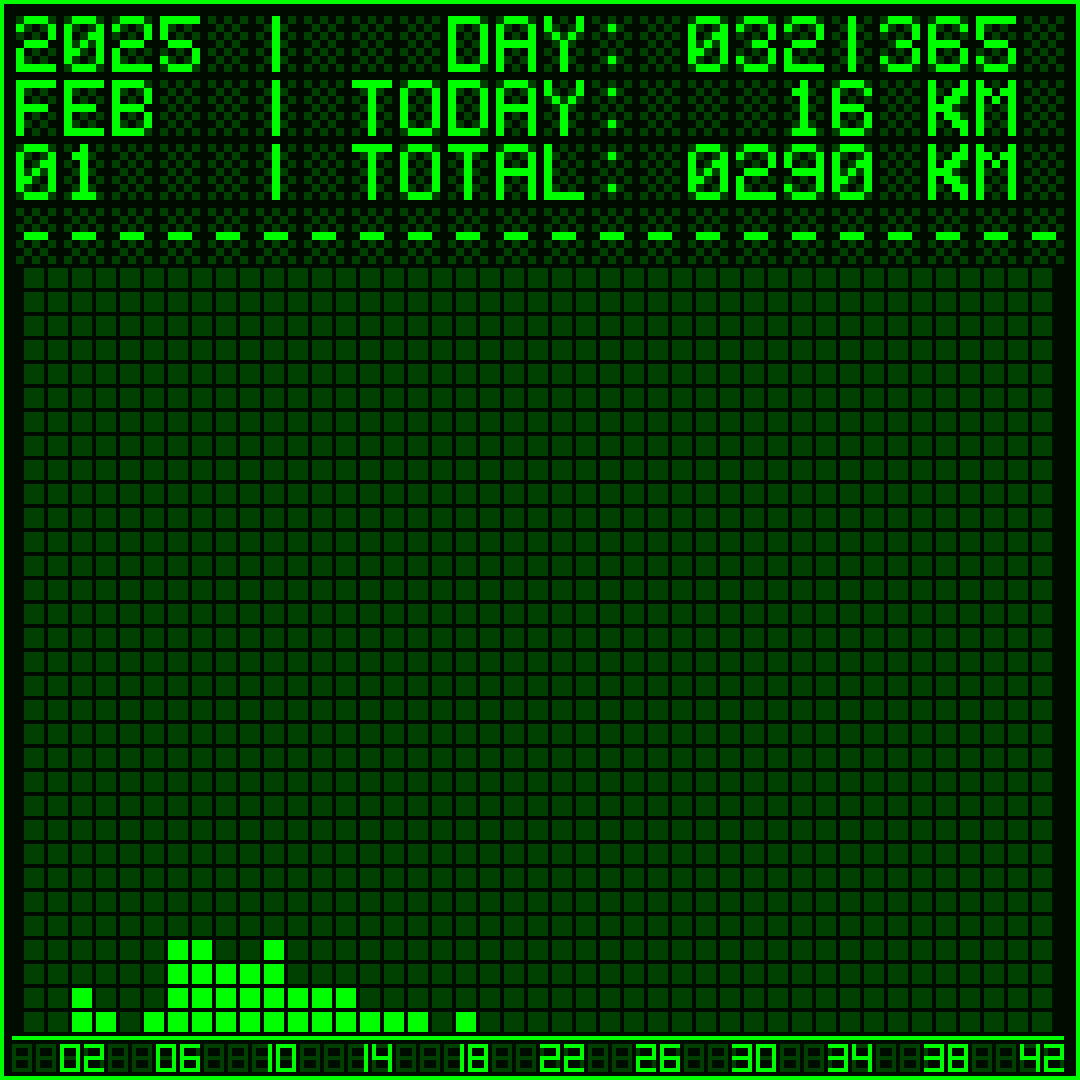 2025 | DAY: 032|365
FEB | TODAY: 16 KM
01 | TOTAL: 0290 KM
- - - - - - - - - - - - - - - - - - - - - -
02 06 10 14 18 22 26 30 34 38 42